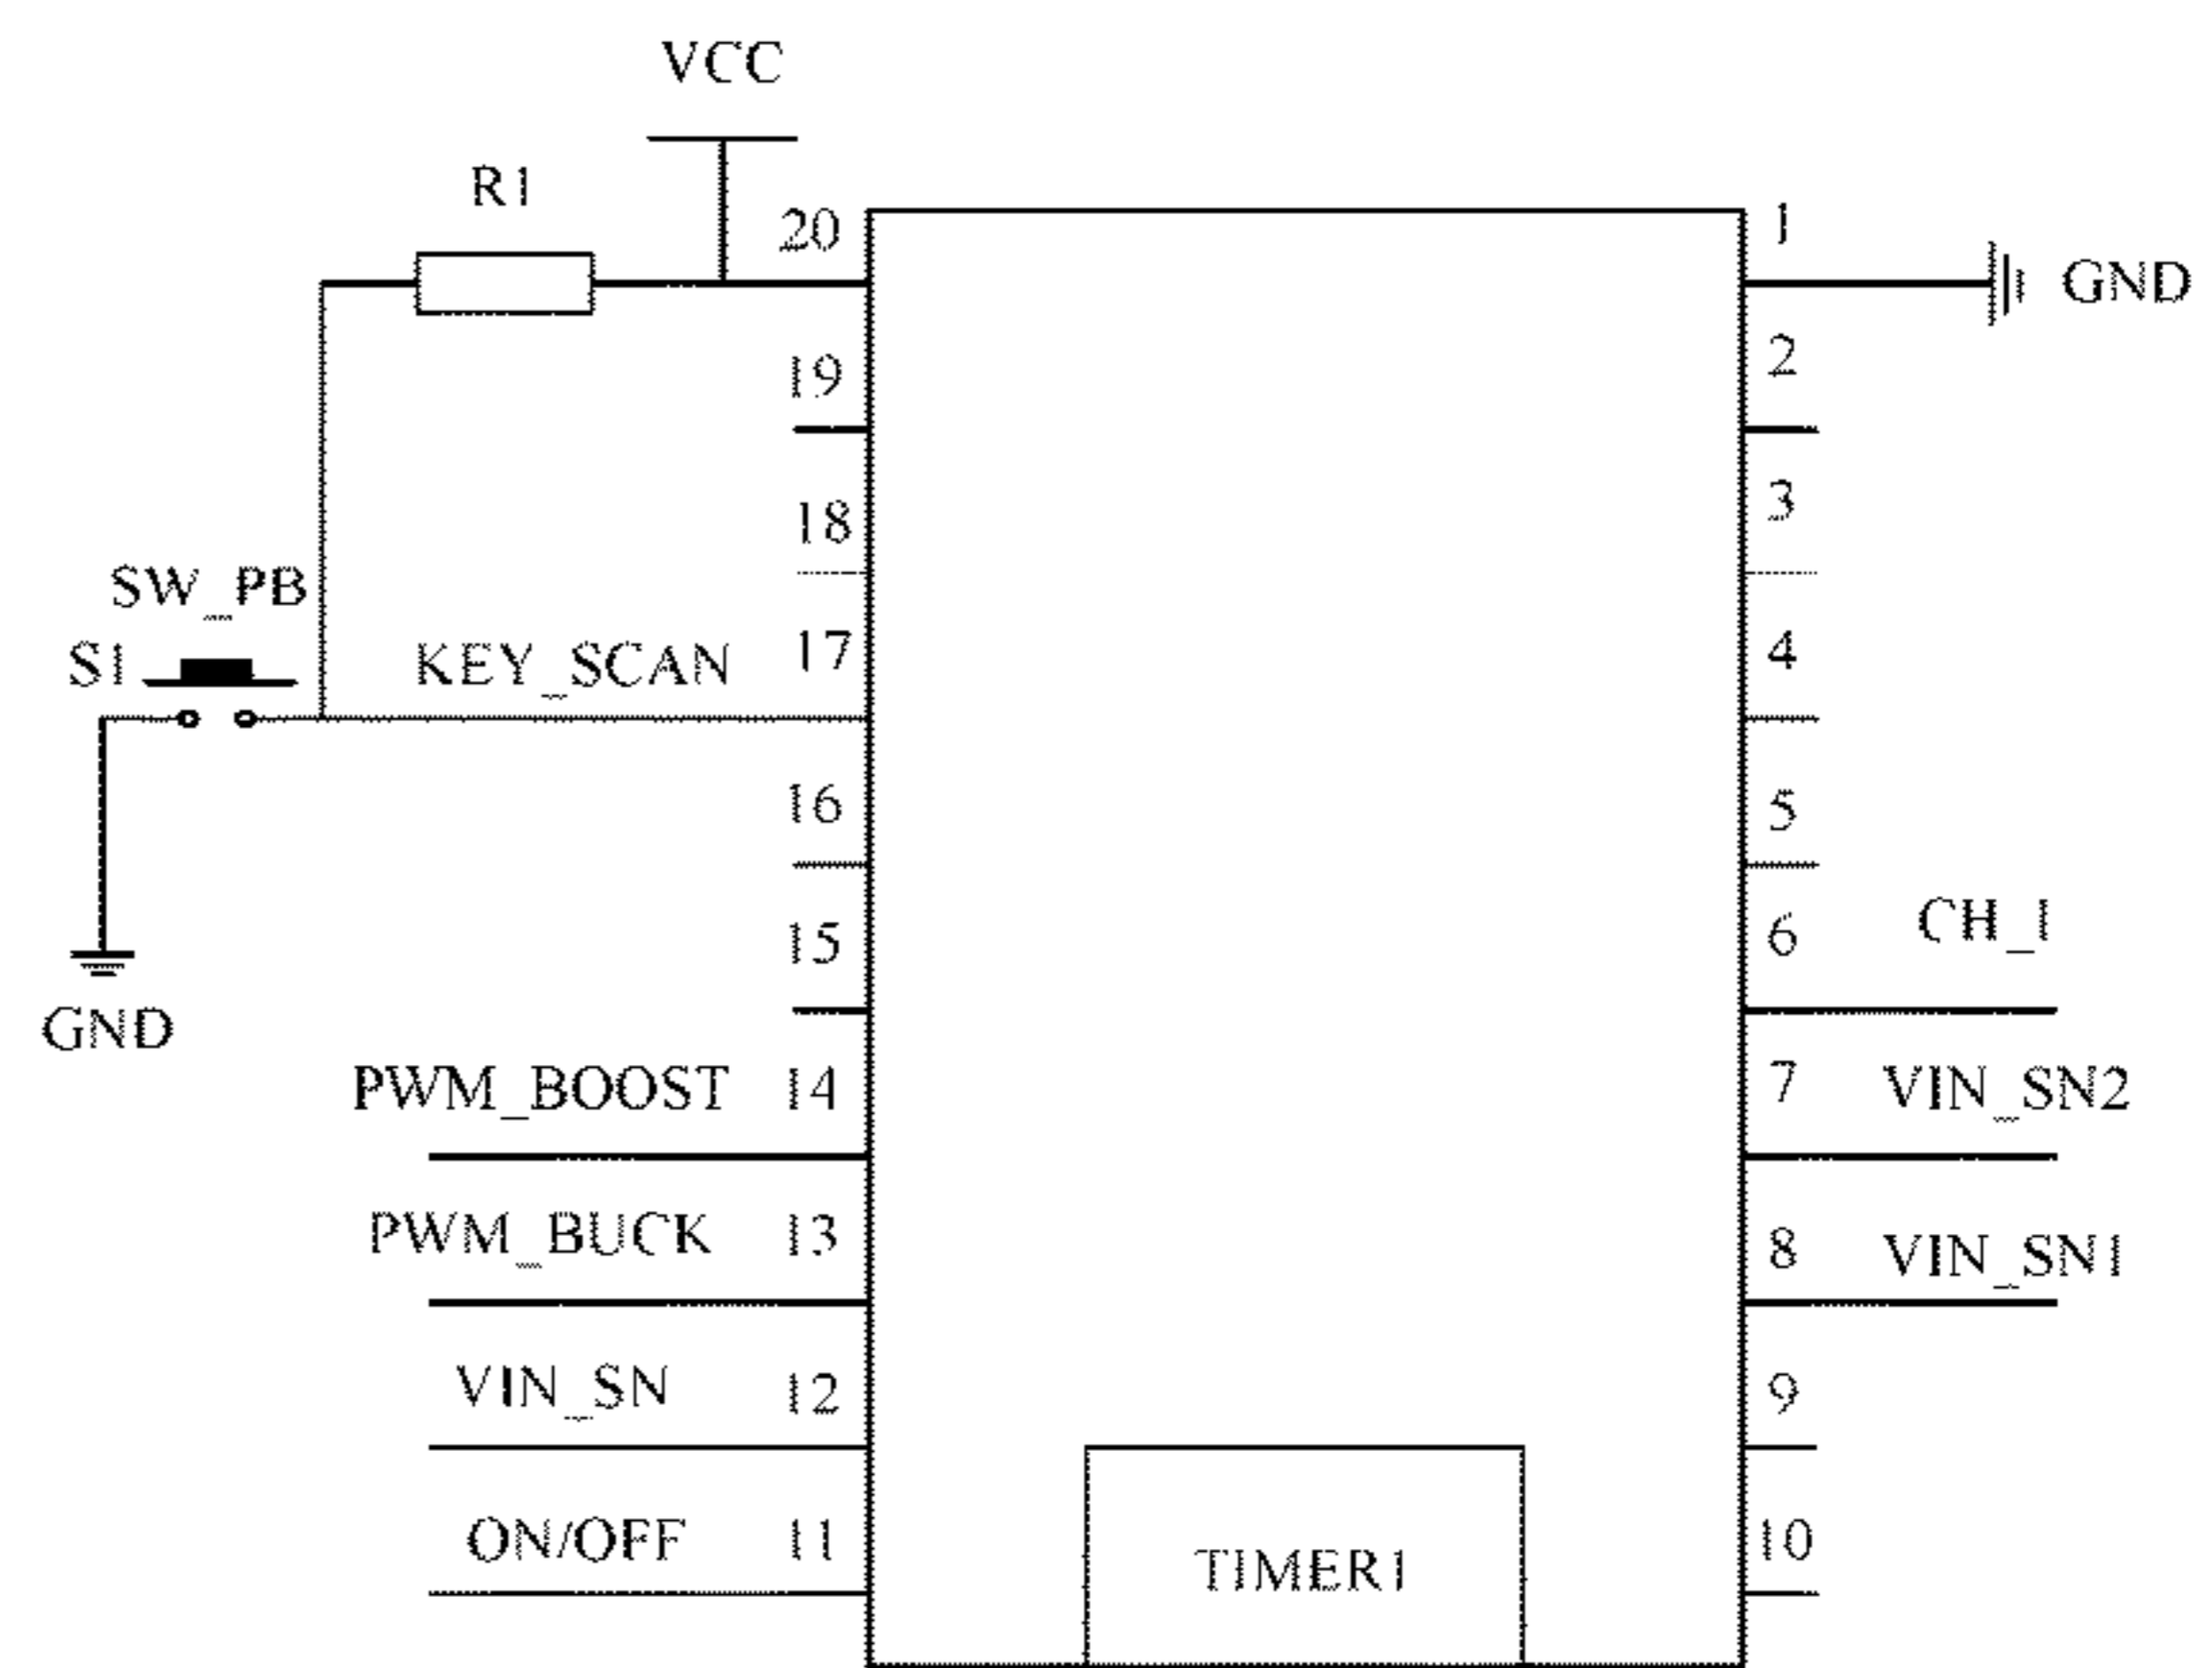 VCC
R1
20
1
GND
19
2
18
3
SW_PB
S1
KEY_SCAN
17
4
16
5
15
6
CH_1
GND
PWM_BOOST
14
7
VIN_SN2
PWM_BUCK
13
8
VIN_SN1
VIN_SN
12
9
ON/OFF
11
10
TIMER1